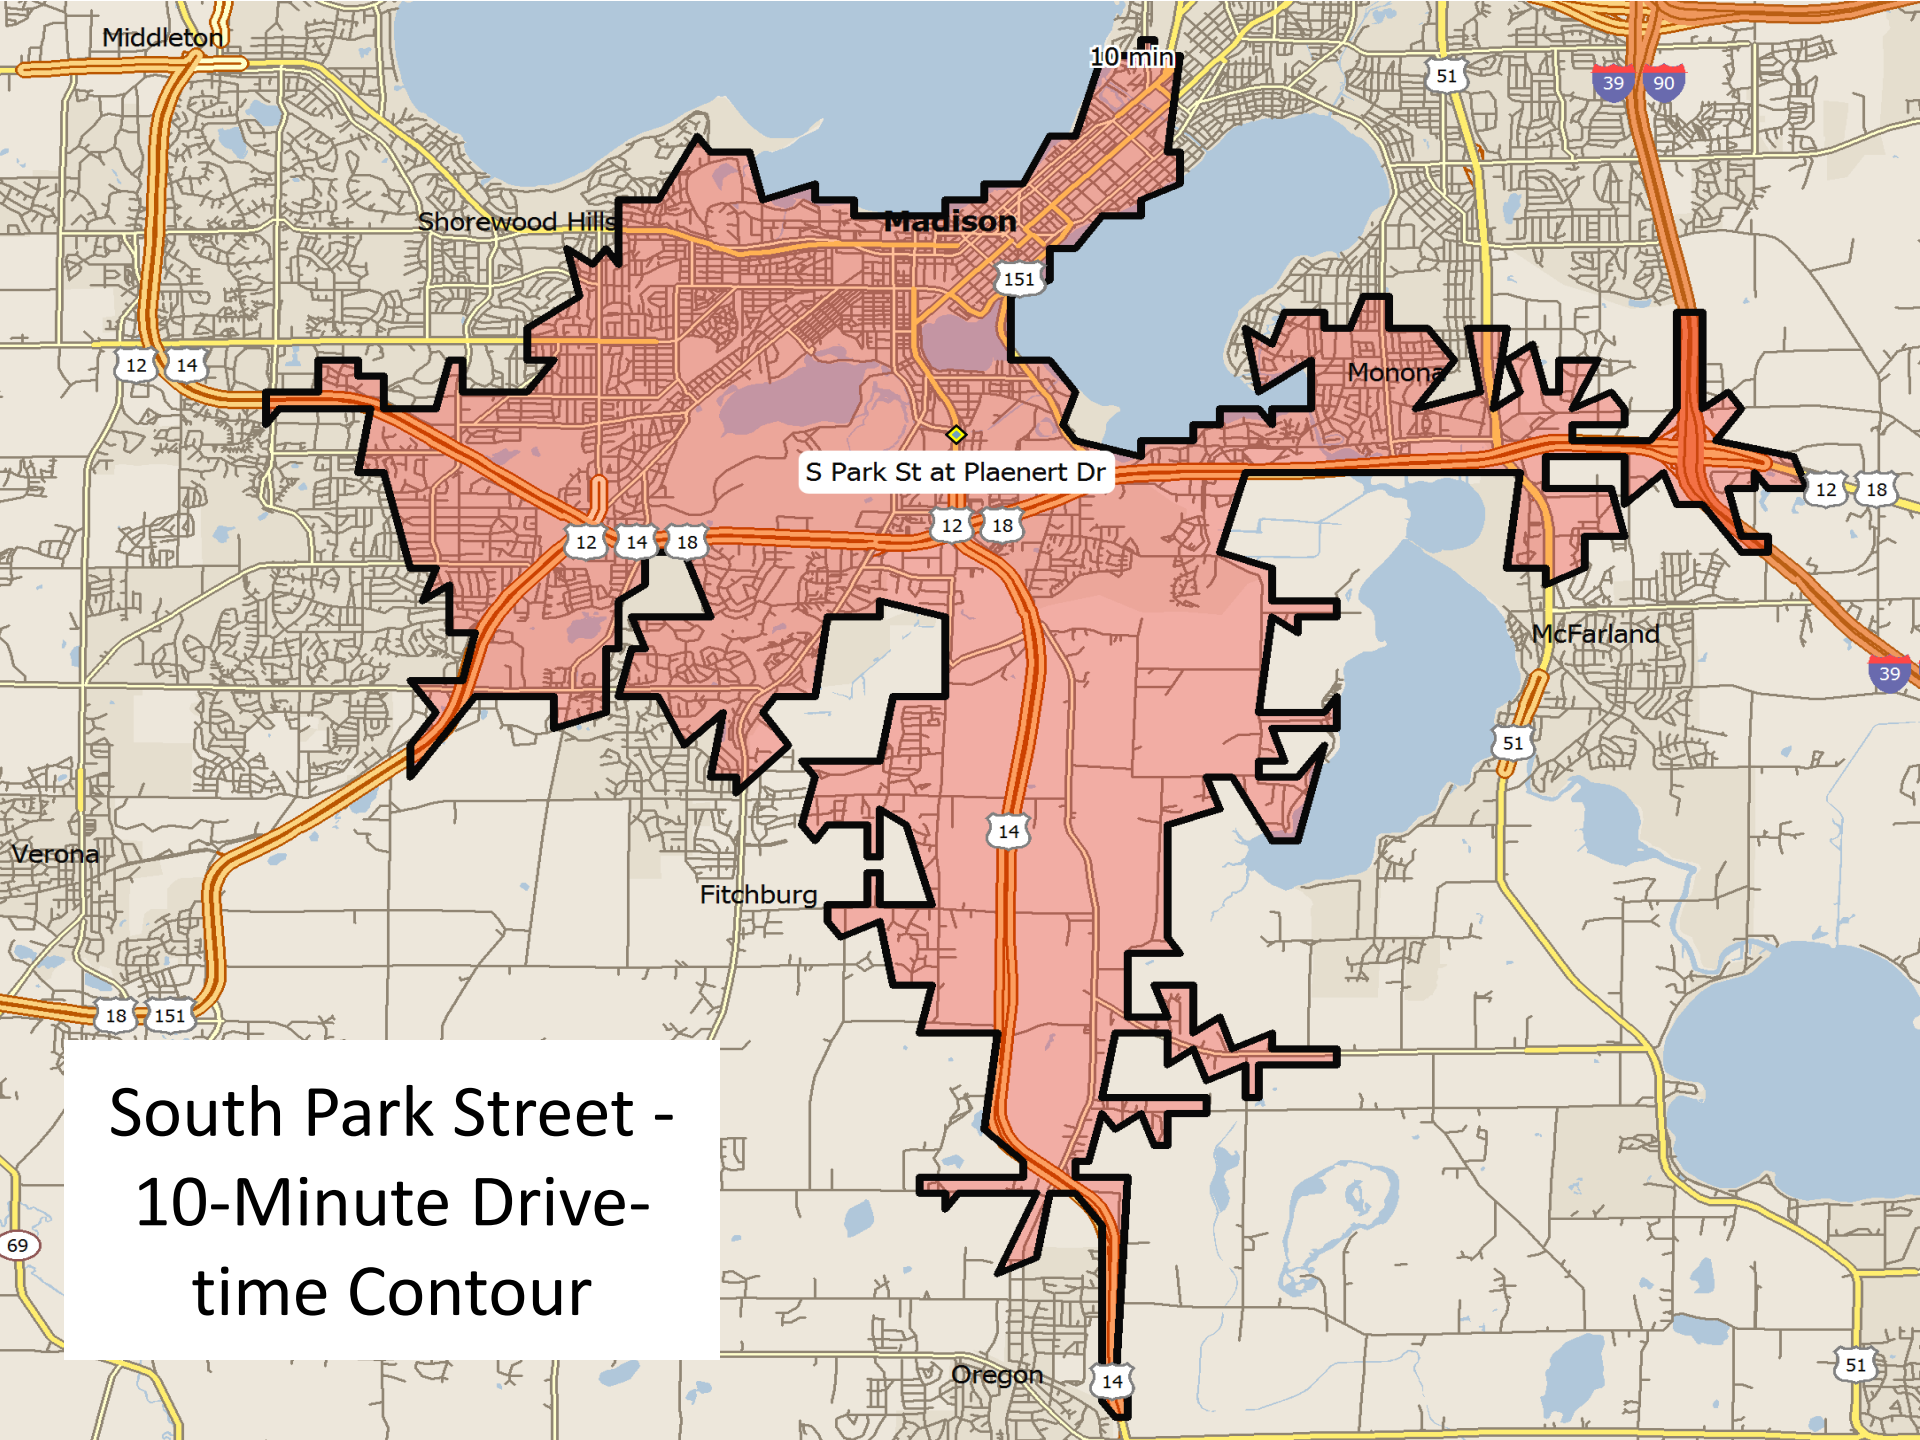 Middleton
10 min
51
39
90
Shorewood Hills
Madison
151
12
14
Monona
S Park St at Plaenert Dr
12
18
12
18
12
14
18
McFarland
39
51
14
Verona
Fitchburg
18
151
South Park Street -
10-Minute Drive-
time Contour
69
Oregon
14
51